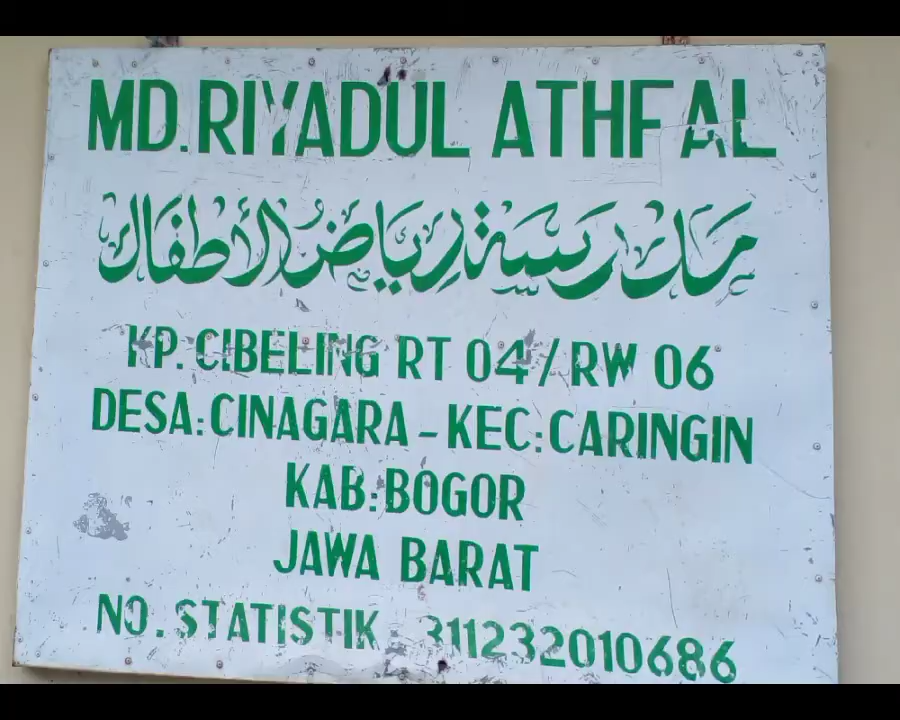 MD.RIYADUL ATHFAL
مدرسة رياض الأطفال
KP. CIBELING RT 04/RW 06
DESA:CINAGARA-KEC:CARINGIN
KAB:BOGOR
JAWA BARAT
NO. STATISTIK 311232010686